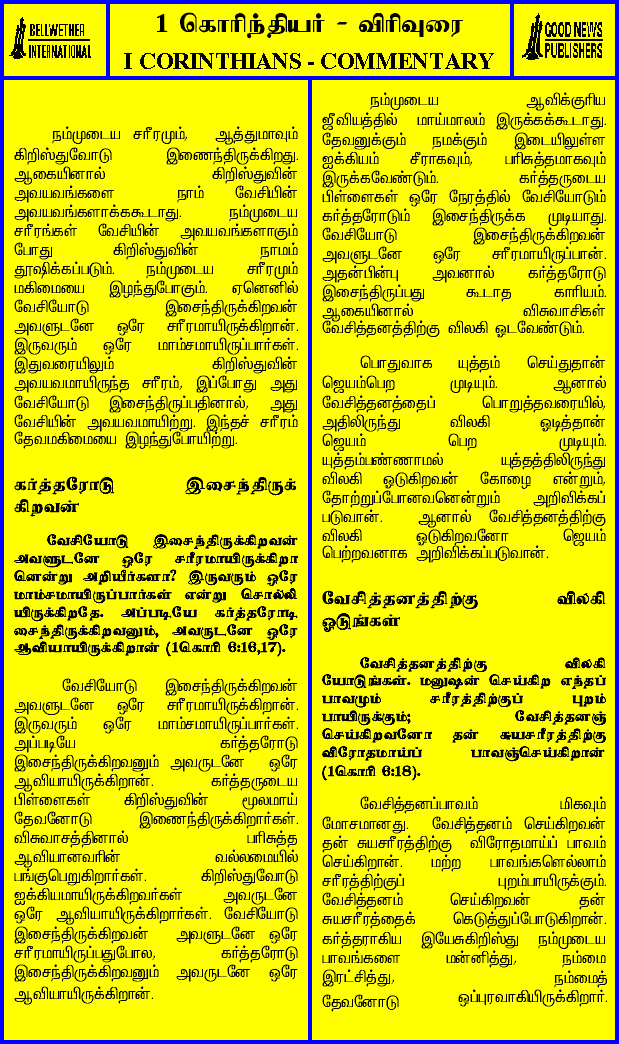 BELLWETHER
INTERNATIONAL
1 கொரிந்தியர் - விரிவுரை
I CORINTHIANS - COMMENTARY
GOOD NEWS
PUBLISHERS
நம்முடைய சரீரமும், ஆத்துமாவும்
கிறிஸ்துவோடு இணைந்திருக்கிறது.
ஆகையினால் கிறிஸ்துவின்
அவயவங்களை நாம் வேசியின்
அவயவங்களாக்ககூடாது. நம்முடைய
சரீரங்கள் வேசியின் அவயவங்களாகும்
போது கிறிஸ்துவின் நாமம்
தூஷிக்கப்படும். நம்முடைய சரீரமும்
மகிமையை இழந்துபோகும். ஏனெனில்
வேசியோடு இசைந்திருக்கிறவன்
அவளுடனே ஒரே சரீரமாயிருக்கிறான்.
இருவரும் ஒரே மாம்சமாயிருப்பார்கள்.
இதுவரையிலும் கிறிஸ்துவின்
அவயவமாயிருந்த சரீரம், இப்போது அது
வேசியோடு இசைந்திருப்பதினால், அது
வேசியின் அவயவமாயிற்று. இந்தச் சரீரம்
தேவமகிமையை இழந்துபோயிற்று.
கர்த்தரோடு இசைந்திருக்
கிறவன்
வேசியோடு இசைந்திருக்கிறவன்
அவளுடனே ஒரே சரீரமாயிருக்கிறா
னென்று அறியீர்களா? இருவரும் ஒரே
மாம்சமாயிருப்பார்கள் என்று சொல்லி
யிருக்கிறதே. அப்படியே கர்த்தரோடி
சைந்திருக்கிறவனும், அவருடனே ஒரே
ஆவியாயிருக்கிறான் (1கொரி 6:16,17).
வேசியோடு இசைந்திருக்கிறவன்
அவளுடனே ஒரே சரீரமாயிருக்கிறான்.
இருவரும் ஒரே மாம்சமாயிருப்பார்கள்.
அப்படியே கர்த்தரோடு
இசைந்திருக்கிறவனும் அவருடனே ஒரே
ஆவியாயிருக்கிறான். கர்த்தருடைய
பிள்ளைகள் கிறிஸ்துவின் மூலமாய்
தேவனோடு இணைந்திருக்கிறார்கள்.
விசுவாசத்தினால் பரிசுத்த
ஆவியானவரின் வல்லமையில்
பங்குபெறுகிறார்கள். கிறிஸ்துவோடு
ஐக்கியமாயிருக்கிறவர்கள் அவருடனே
ஒரே ஆவியாயிருக்கிறார்கள். வேசியோடு
இசைந்திருக்கிறவன் அவளுடனே ஒரே
சரீரமாயிருப்பதுபோல, கர்த்தரோடு
இசைந்திருக்கிறவனும் அவருடனே ஒரே
ஆவியாயிருக்கிறான்.
நம்முடைய ஆவிக்குரிய
ஜீவியத்தில் மாய்மாலம் இருக்கக்கூடாது.
தேவனுக்கும் நமக்கும் இடையிலுள்ள
ஐக்கியம் சீராகவும், பரிசுத்தமாகவும்
இருக்கவேண்டும். கர்த்தருடைய
பிள்ளைகள் ஒரே நேரத்தில் வேசியோடும்
கர்த்தரோடும் இசைந்திருக்க முடியாது.
வேசியோடு இசைந்திருக்கிறவன்
அவளுடனே ஒரே சரீரமாயிருப்பான்.
அதன்பின்பு அவனால் கர்த்தரோடு
இசைந்திருப்பது கூடாத காரியம்.
ஆகையினால் விசுவாசிகள்
வேசித்தனத்திற்கு விலகி ஓடவேண்டும்.
பொதுவாக யுத்தம் செய்துதான்
ஜெயம்பெற முடியும். ஆனால்
வேசித்தனத்தைப் பொறுத்தவரையில்,
அதிலிருந்து விலகி ஓடித்தான்
ஜெயம் பெற முடியும்.
யுத்தம்பண்ணாமல் யுத்தத்திலிருந்து
விலகி ஓடுகிறவன் கோழை என்றும்,
தோற்றுப்போனவனென்றும் அறிவிக்கப்
படுவான். ஆனால் வேசித்தனத்திற்கு
விலகி ஓடுகிறவனோ ஜெயம்
பெற்றவனாக அறிவிக்கப்படுவான்.
வேசித்தனத்திற்கு விலகி
ஓடுங்கள்
வேசித்தனத்திற்கு விலகி
யோடுங்கள். மனுஷன் செய்கிற எந்தப்
பாவமும் சரீரத்திற்குப் புறம்
பாயிருக்கும்; வேசித்தனஞ்
செய்கிறவனோ தன் சுயசரீரத்திற்கு
விரோதமாய்ப் பாவஞ்செய்கிறான்
(1கொரி 6:18).
வேசித்தனப்பாவம் மிகவும்
மோசமானது. வேசித்தனம் செய்கிறவன்
தன் சுயசரீரத்திற்கு விரோதமாய்ப் பாவம்
செய்கிறான். மற்ற பாவங்களெல்லாம்
சரீரத்திற்குப் புறம்பாயிருக்கும்.
வேசித்தனம் செய்கிறவன் தன்
சுயசரீரத்தைக் கெடுத்துப்போடுகிறான்.
கர்த்தராகிய இயேசுகிறிஸ்து நம்முடைய
பாவங்களை மன்னித்து, நம்மை
இரட்சித்து, நம்மைத்
தேவனோடு ஒப்புரவாகியிருக்கிறார்.